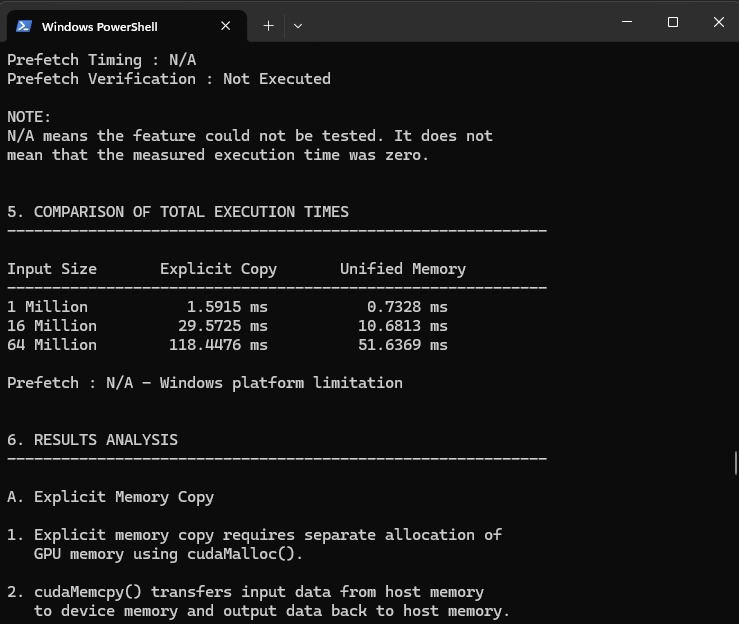 Windows PowerShell
Prefetch Timing : N/A
Prefetch Verification : Not Executed
NOTE:
N/A means the feature could not be tested. It does not
mean that the measured execution time was zero.
5. COMPARISON OF TOTAL EXECUTION TIMES
------------------------------------------------------------
Input Size       Explicit Copy       Unified Memory
------------------------------------------------------------
1 Million           1.5915 ms           0.7328 ms
16 Million         29.5725 ms          10.6813 ms
64 Million        118.4476 ms          51.6369 ms
Prefetch : N/A - Windows platform limitation
6. RESULTS ANALYSIS
------------------------------------------------------------
A. Explicit Memory Copy
1. Explicit memory copy requires separate allocation of
   GPU memory using cudaMalloc().
2. cudaMemcpy() transfers input data from host memory
   to device memory and output data back to host memory.